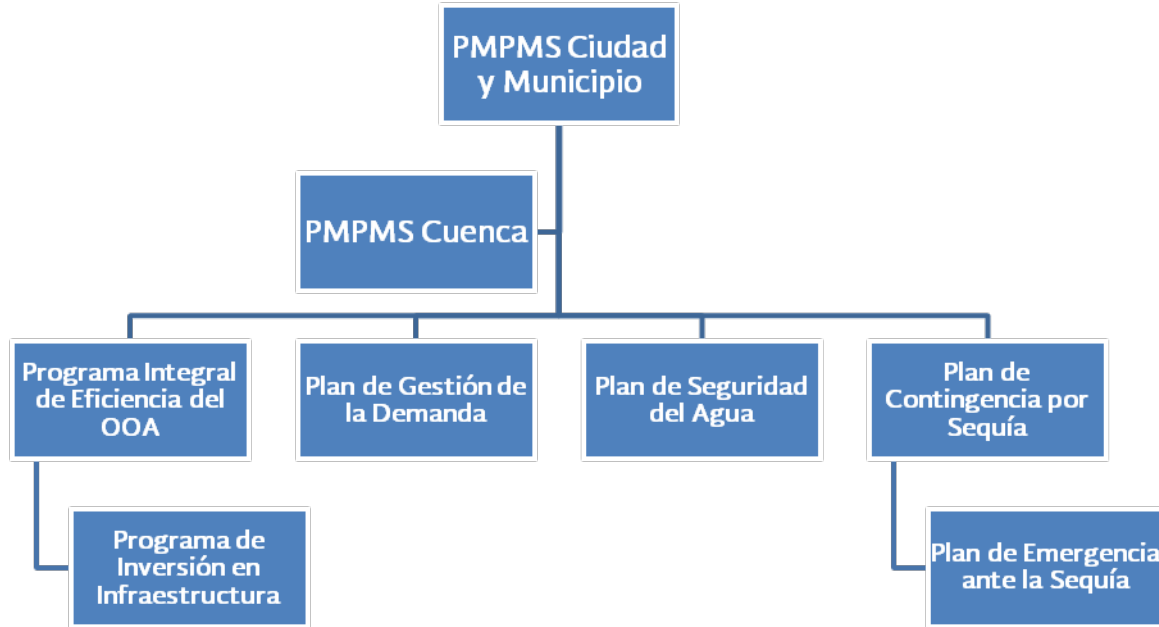 PMPMS Ciudad
y Municipio
PMPMS Cuenca
Programa Integral
de Eficiencia del
OOA
Plan de Gestión de
la Demanda
Plan de Seguridad
del Agua
Plan de
Contingencia por
Sequía
Programa de
Inversión en
Infraestructura
Plan de Emergencia
ante la Sequía